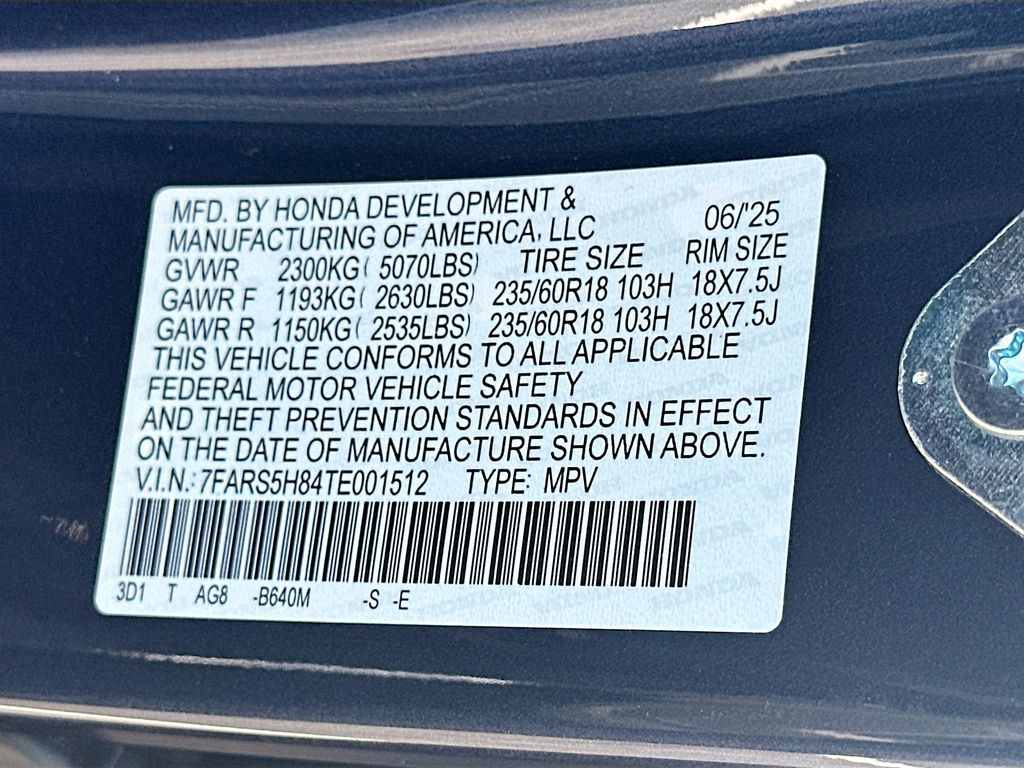 MFD. BY HONDA DEVELOPMENT &
MANUFACTURING OF AMERICA, LLC 06/'25
GVWR 2300KG( 5070LBS) TIRE SIZE RIM SIZE
GAWR F 1193KG( 2630LBS) 235/60R18 103H 18X7.5J
GAWR R 1150KG( 2535LBS) 235/60R18 103H 18X7.5J
THIS VEHICLE CONFORMS TO ALL APPLICABLE
FEDERAL MOTOR VEHICLE SAFETY
AND THEFT PREVENTION STANDARDS IN EFFECT
ON THE DATE OF MANUFACTURE SHOWN ABOVE.
V.I.N.: 7FARS5H84TE001512 TYPE: MPV
3D1 T AG8 -B640M -S -E